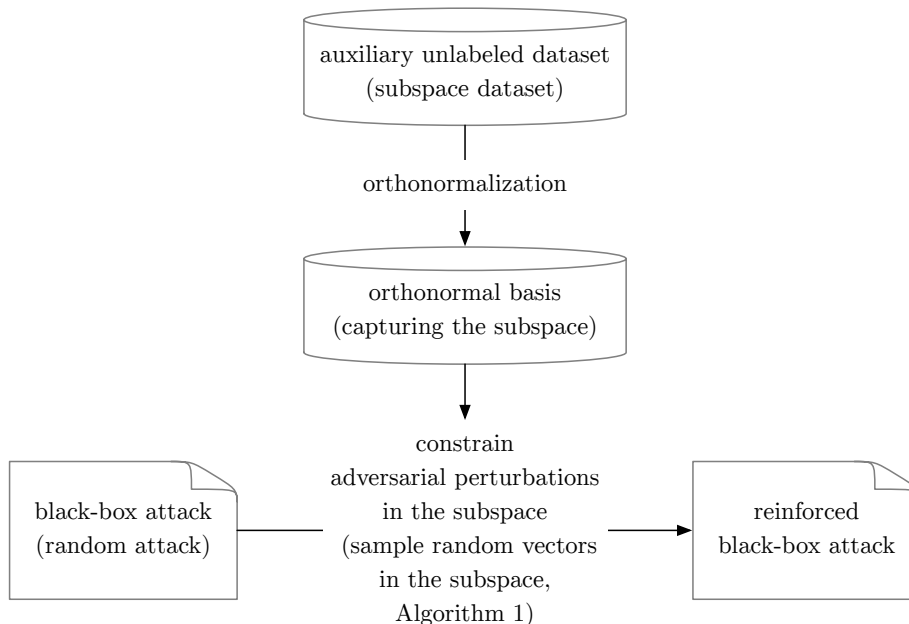 auxiliary unlabeled dataset
(subspace dataset)
orthonormalization
orthonormal basis
(capturing the subspace)
black-box attack
(random attack)
constrain
adversarial perturbations
in the subspace
(sample random vectors
in the subspace,
Algorithm 1)
reinforced
black-box attack